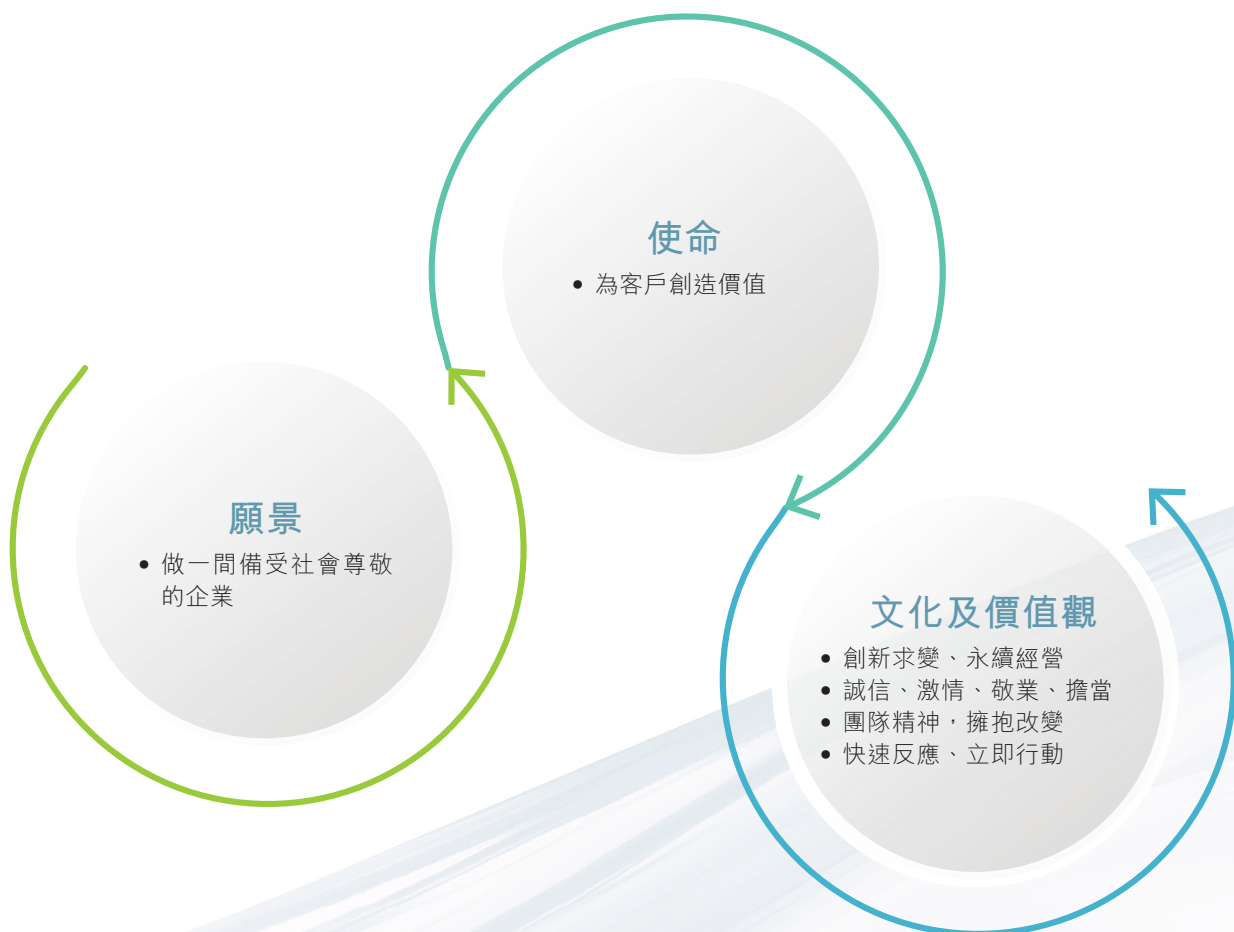 使命
• 為客戶創造價值
願景
• 做一間備受社會尊敬
的企業
文化及價值觀
• 創新求變、永續經營
• 誠信、激情、敬業、擔當
• 團隊精神，擁抱改變
• 快速反應、立即行動